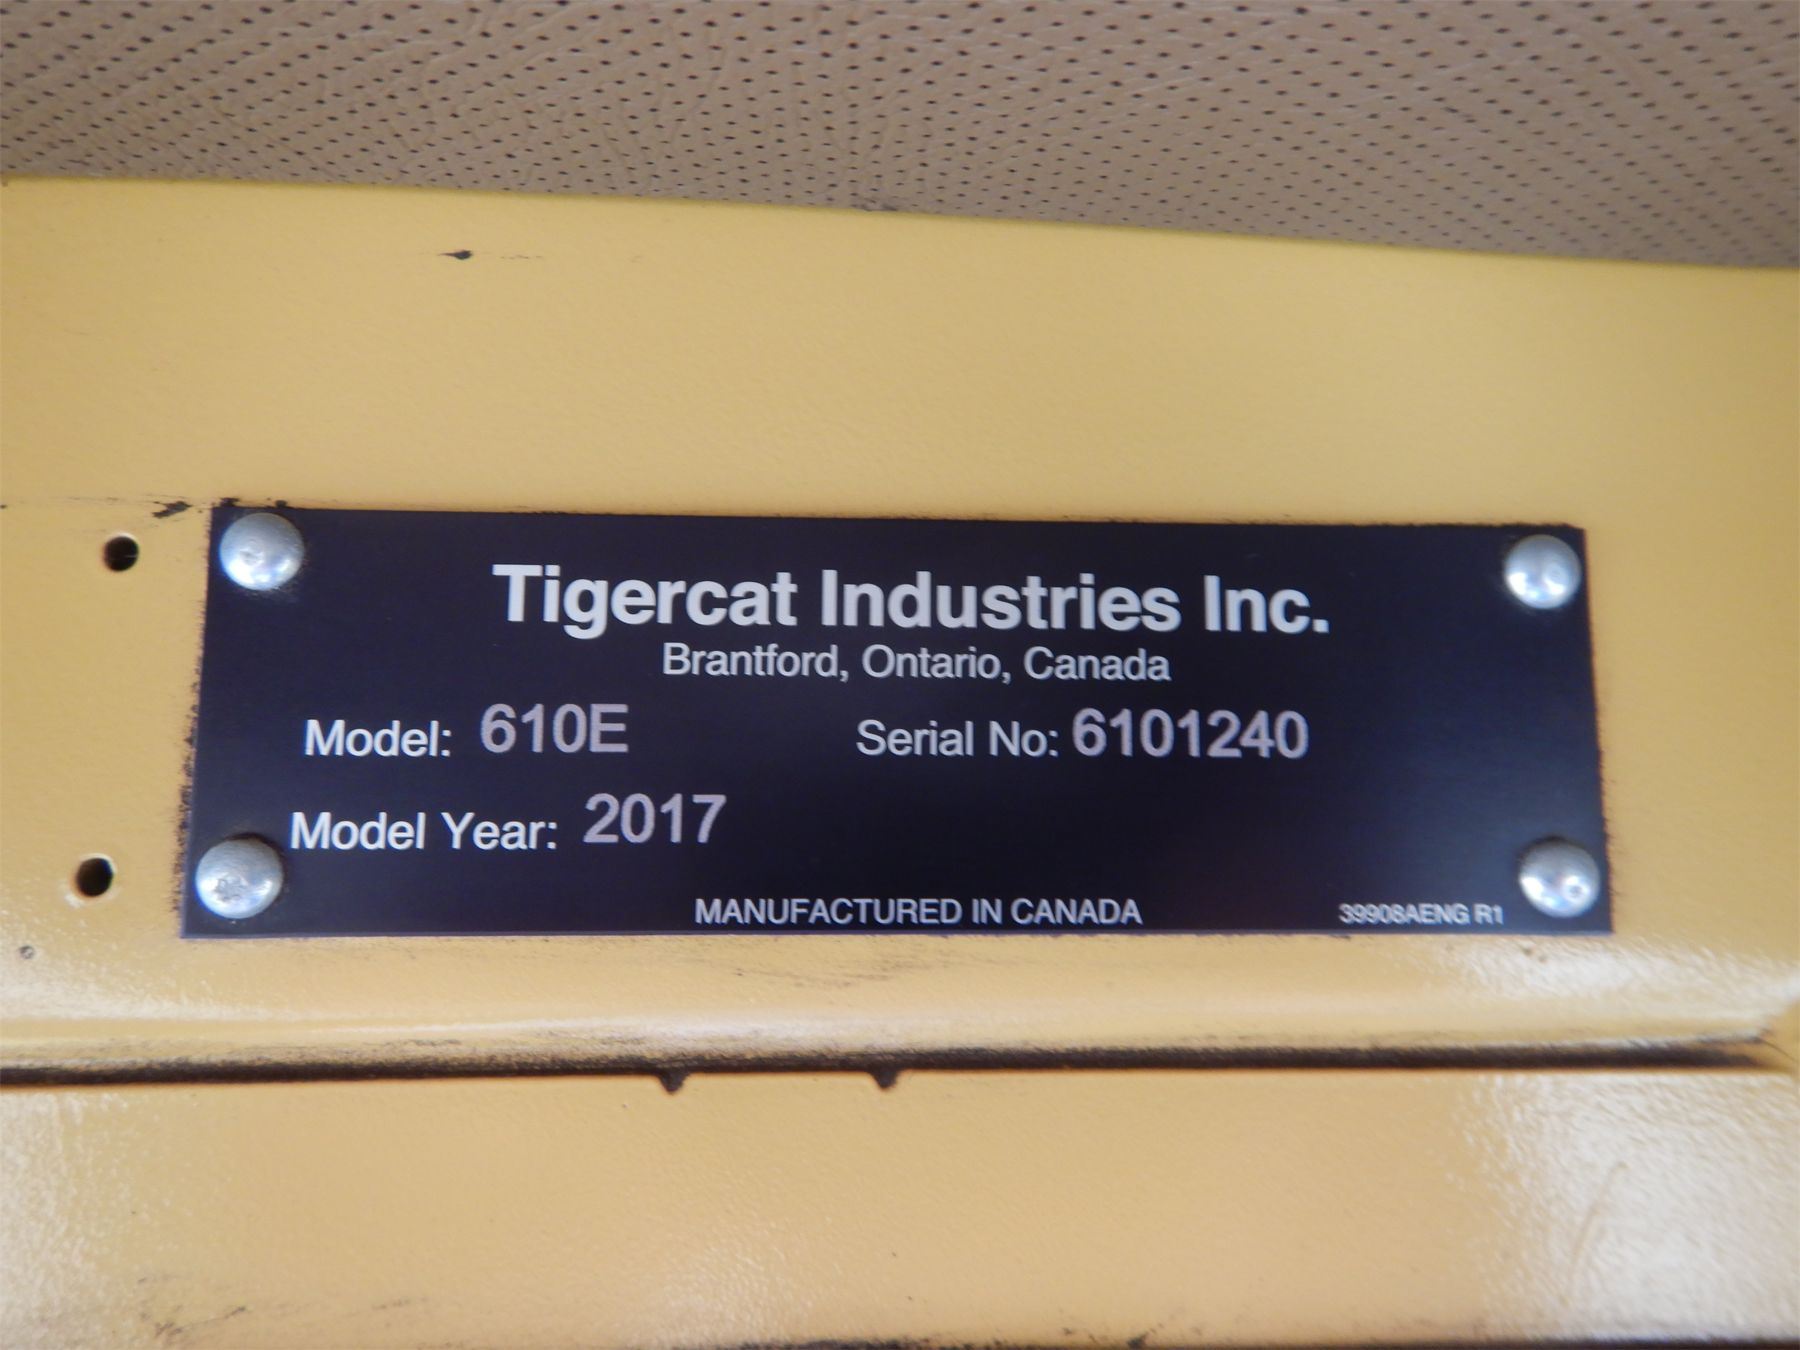 Tigercat Industries Inc.
Brantford, Ontario, Canada
Model: 610E Serial No: 6101240
Model Year: 2017
MANUFACTURED IN CANADA 39908AENG R1